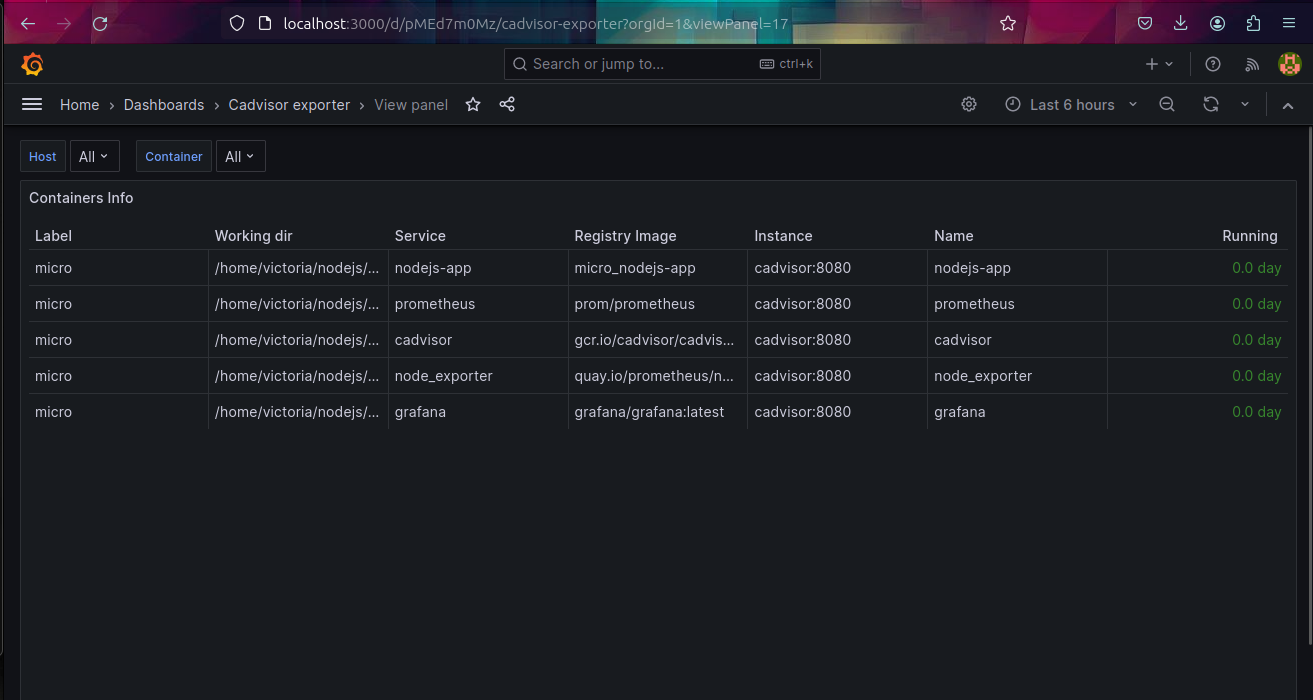 localhost:3000/d/pMEd7m0Mz/cadvisor-exporter?orgId=1&viewPanel=17
Search or jump to... ctrl+k
Home › Dashboards › Cadvisor exporter › View panel Last 6 hours
Host All Container All
Containers Info
Label Working dir Service Registry Image Instance Name Running
micro /home/victoria/nodejs/... nodejs-app micro_nodejs-app cadvisor:8080 nodejs-app 0.0 day
micro /home/victoria/nodejs/... prometheus prom/prometheus cadvisor:8080 prometheus 0.0 day
micro /home/victoria/nodejs/... cadvisor gcr.io/cadvisor/cadvis... cadvisor:8080 cadvisor 0.0 day
micro /home/victoria/nodejs/... node_exporter quay.io/prometheus/n... cadvisor:8080 node_exporter 0.0 day
micro /home/victoria/nodejs/... grafana grafana/grafana:latest cadvisor:8080 grafana 0.0 day